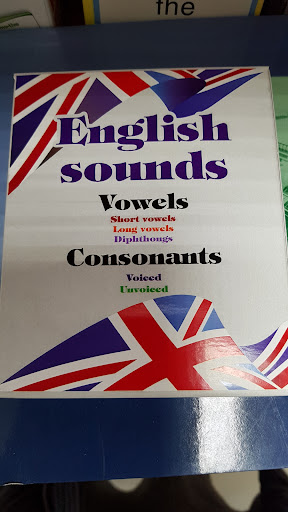 the
English
sounds
Vowels
Short vowels
Long vowels
Diphthongs
Consonants
Voiced
Unvoiced